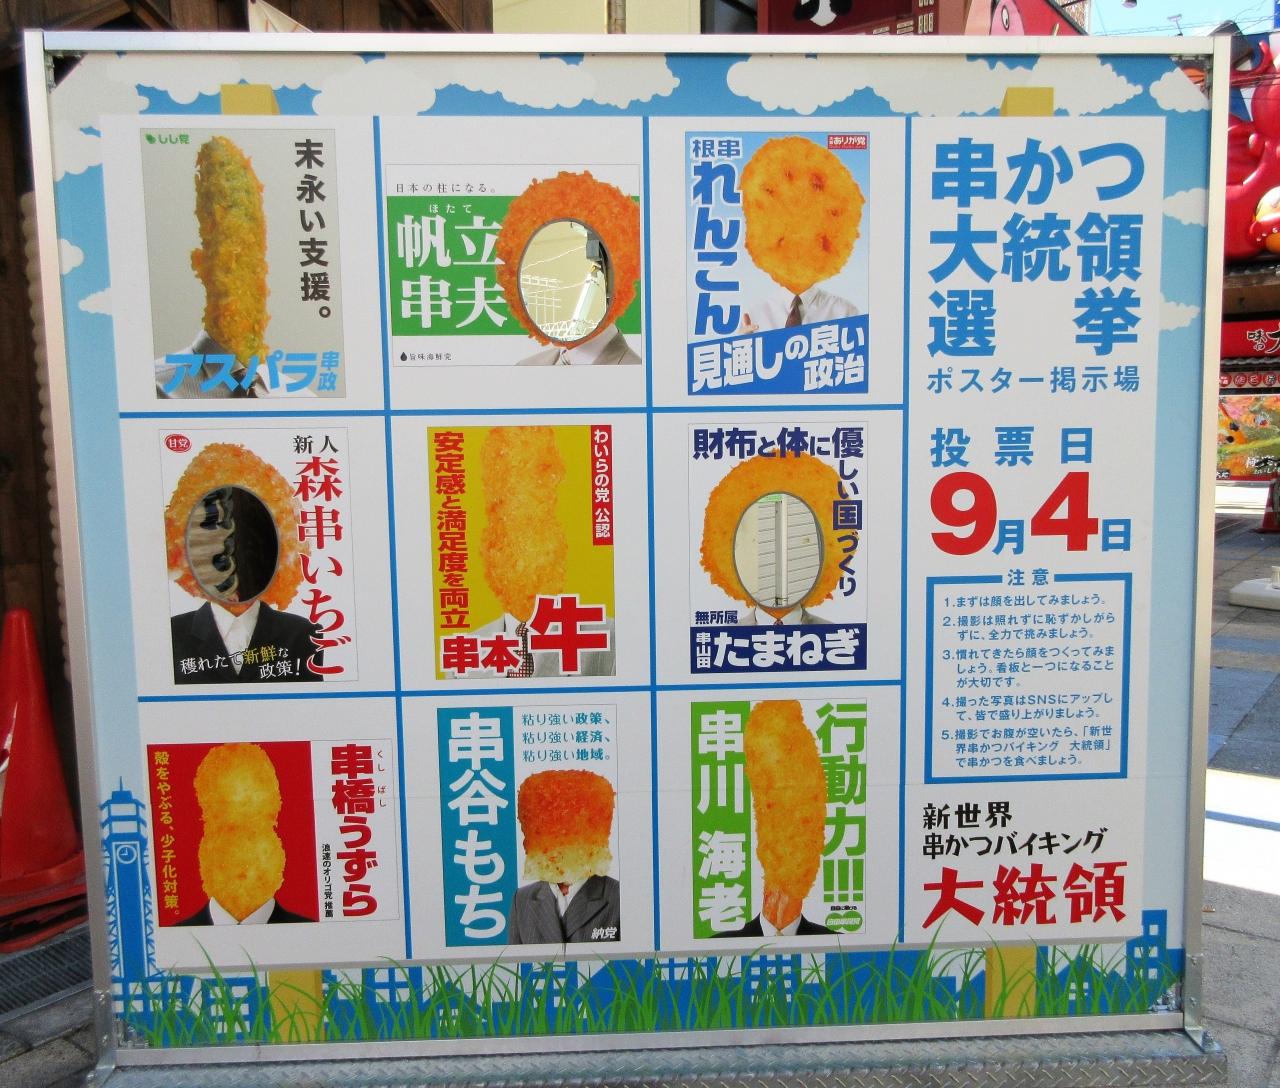 しし党
末永い支援。
アスパラ串政
日本の柱になる。
ほたて
帆立
串夫
旨味海鮮党
根串
れんこん
ありが党
見通しの良い
政治
甘党
新人
森串いちご
穫れたて新鮮な
政策！
わいらの党 公認
安定感と満足度を両立
串本牛
財布と体に優
しい国づくり
無所属
串山田
たまねぎ
殻をやぶる、少子化対策。
くしばし
串橋うずら
浪速のオリゴ党 推薦
串谷もち
粘り強い政策、
粘り強い経済、
粘り強い地域。
納党
串川 海老
行動力!!!
串かつ
大統領
選挙
ポスター掲示場
投票日
9月4日
注意
1.まずは顔を出してみましょう。
2.撮影は照れずに恥ずかしがら
ずに、全力で挑みましょう。
3.慣れてきたら顔をつくってみま
しょう。看板と一つになること
が大切です。
4.撮った写真はSNSにアップし
て、皆で盛り上がりましょう。
5.撮影でお腹が空いたら、「新世
界串かつバイキング 大統領」
で串かつを食べましょう。
新世界
串かつバイキング
大統領